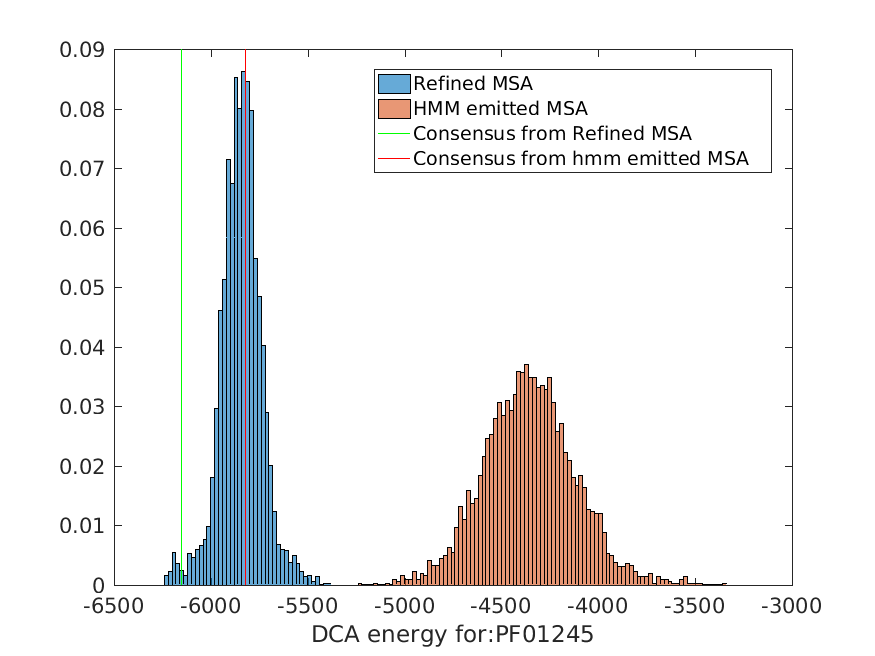 0.09
0.08
0.07
0.06
0.05
0.04
0.03
0.02
0.01
0
Refined MSA
HMM emitted MSA
Consensus from Refined MSA
Consensus from hmm emitted MSA
-6500 -6000 -5500 -5000 -4500 -4000 -3500 -3000
DCA energy for:PF01245